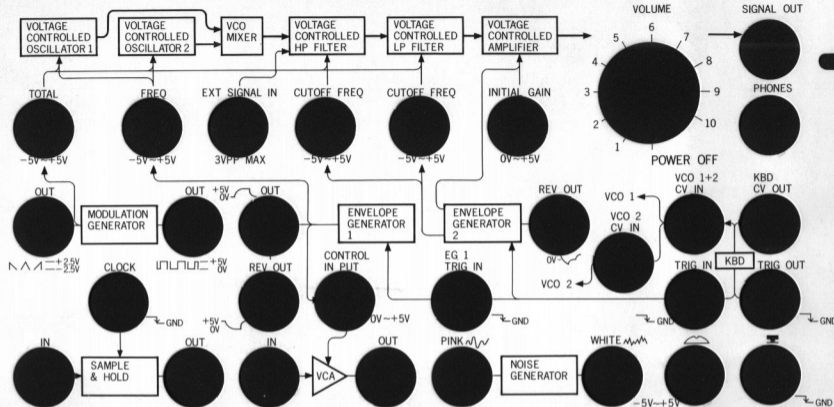 VOLTAGE
CONTROLLED
OSCILLATOR 1
VOLTAGE
CONTROLLED
OSCILLATOR 2
VCO
MIXER
VOLTAGE
CONTROLLED
HP FILTER
VOLTAGE
CONTROLLED
LP FILTER
VOLTAGE
CONTROLLED
AMPLIFIER
VOLUME
1
2
3
4
5
6
7
8
9
10
POWER OFF
SIGNAL OUT
PHONES
TOTAL
-5V~+5V
FREQ
-5V~+5V
EXT SIGNAL IN
3VPP MAX
CUTOFF FREQ
-5V~+5V
CUTOFF FREQ
-5V~+5V
INITIAL GAIN
0V~+5V
OUT
+2.5V
-2.5V
MODULATION
GENERATOR
OUT
+5V
0V
+5V
0V
OUT
ENVELOPE
GENERATOR
1
ENVELOPE
GENERATOR
2
REV OUT
0V
VCO 1
VCO 2
CV IN
VCO 2
VCO 1+2
CV IN
KBD
CV OUT
KBD
CLOCK
GND
REV OUT
+5V
0V
CONTROL
IN PUT
0V~+5V
EG 1
TRIG IN
GND
TRIG IN
GND
TRIG OUT
GND
IN
SAMPLE
& HOLD
OUT
IN
VCA
OUT
PINK
NOISE
GENERATOR
WHITE
-5V~+5V
GND